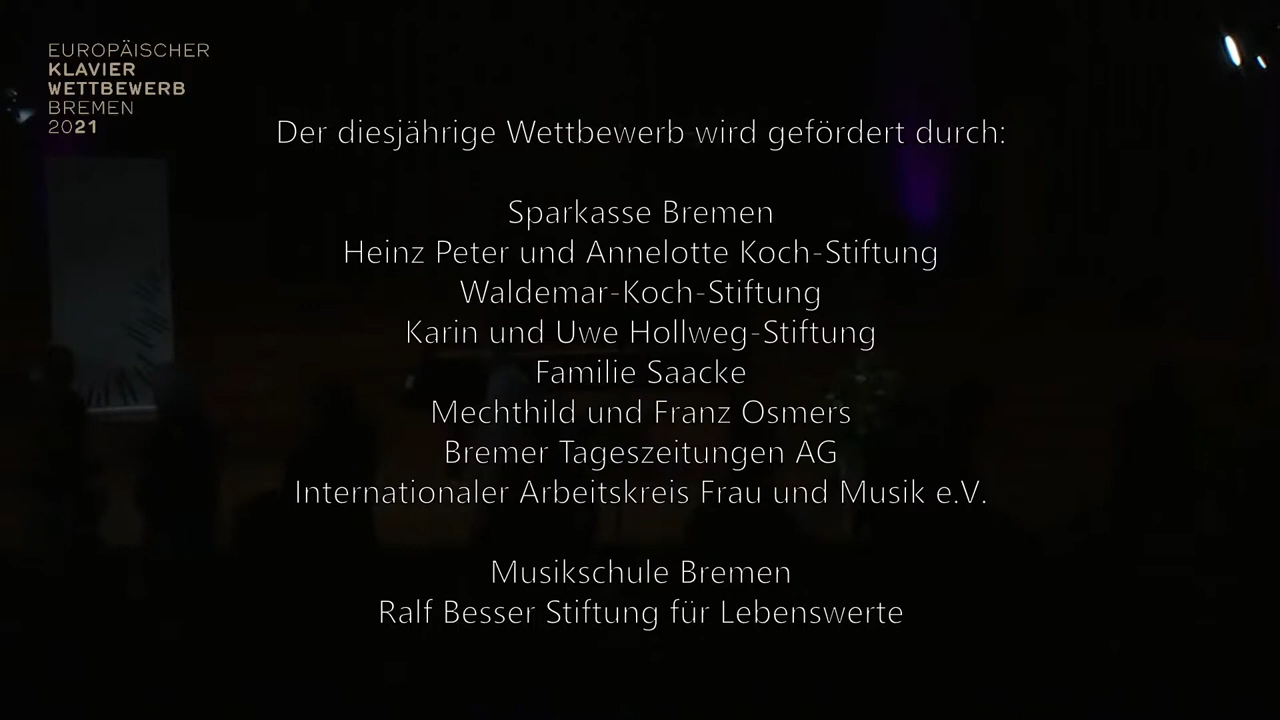 EUROPÄISCHER
KLAVIER
WETTBEWERB
BREMEN
2021
Der diesjährige Wettbewerb wird gefördert durch:
Sparkasse Bremen
Heinz Peter und Annelotte Koch-Stiftung
Waldemar-Koch-Stiftung
Karin und Uwe Hollweg-Stiftung
Familie Saacke
Mechthild und Franz Osmers
Bremer Tageszeitungen AG
Internationaler Arbeitskreis Frau und Musik e.V.
Musikschule Bremen
Ralf Besser Stiftung für Lebenswerte